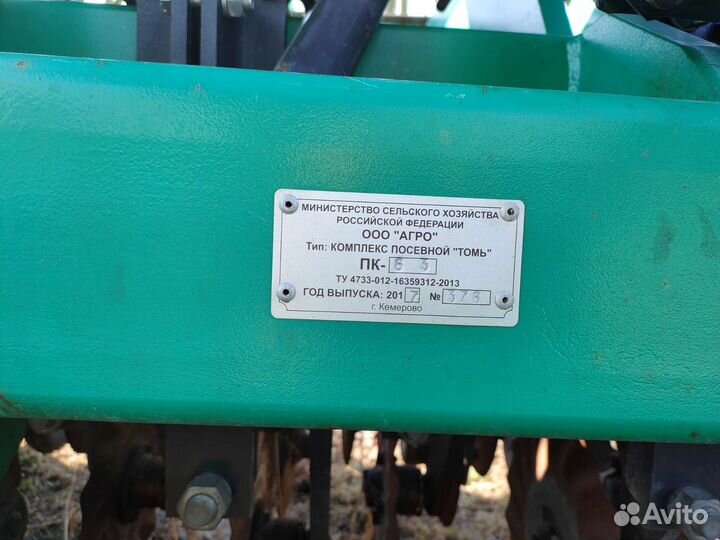 МИНИСТЕРСТВО СЕЛЬСКОГО ХОЗЯЙСТВА
РОССИЙСКОЙ ФЕДЕРАЦИИ
ООО "АГРО"
Тип: КОМПЛЕКС ПОСЕВНОЙ "ТОМЬ"
ПК- 6 3
ТУ 4733-012-16359312-2013
ГОД ВЫПУСКА: 2017 № 373
г. Кемерово
Avito